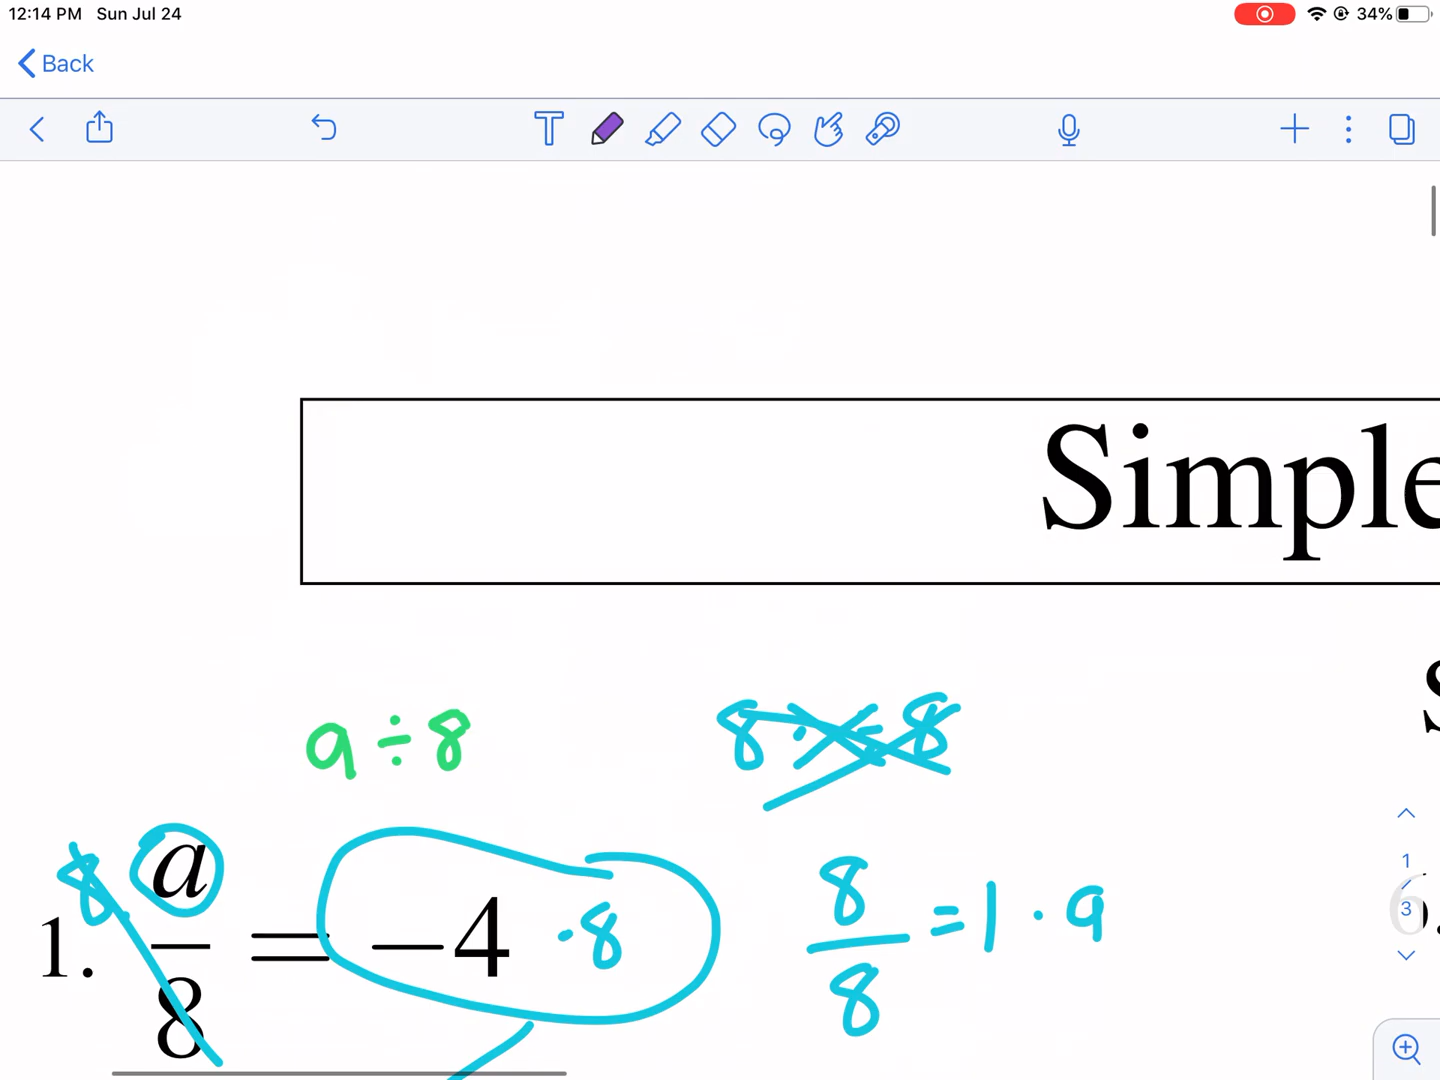 12:14 PM Sun Jul 24
34%
Back
Simple
a ÷ 8
8 ÷ 8
8
a/8 = −4 · 8
1.
8/8 = 1 · a
1
3